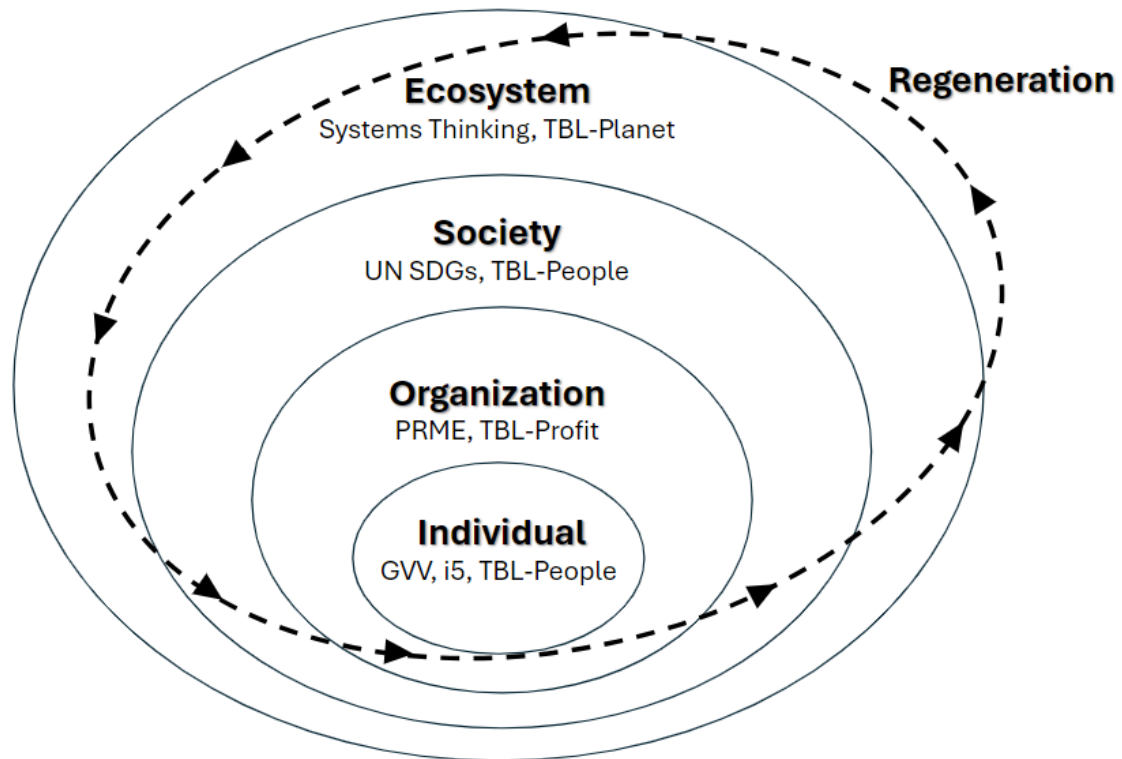 Regeneration
Ecosystem
Systems Thinking, TBL-Planet
Society
UN SDGs, TBL-People
Organization
PRME, TBL-Profit
Individual
GVV, i5, TBL-People